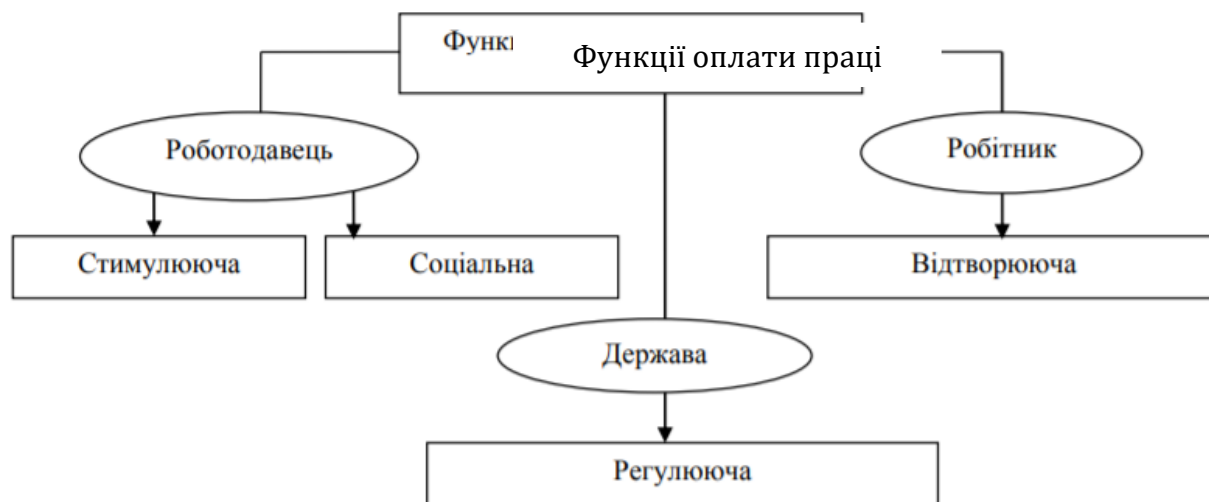 Функції оплати праці
Роботодавець
Робітник
Стимулююча
Соціальна
Відтворююча
Держава
Регулююча